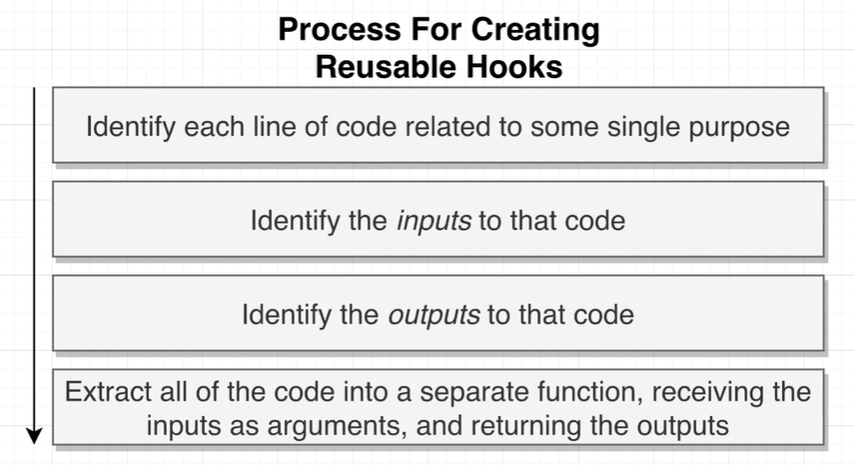 Process For Creating
Reusable Hooks
Identify each line of code related to some single purpose
Identify the inputs to that code
Identify the outputs to that code
Extract all of the code into a separate function, receiving the
inputs as arguments, and returning the outputs